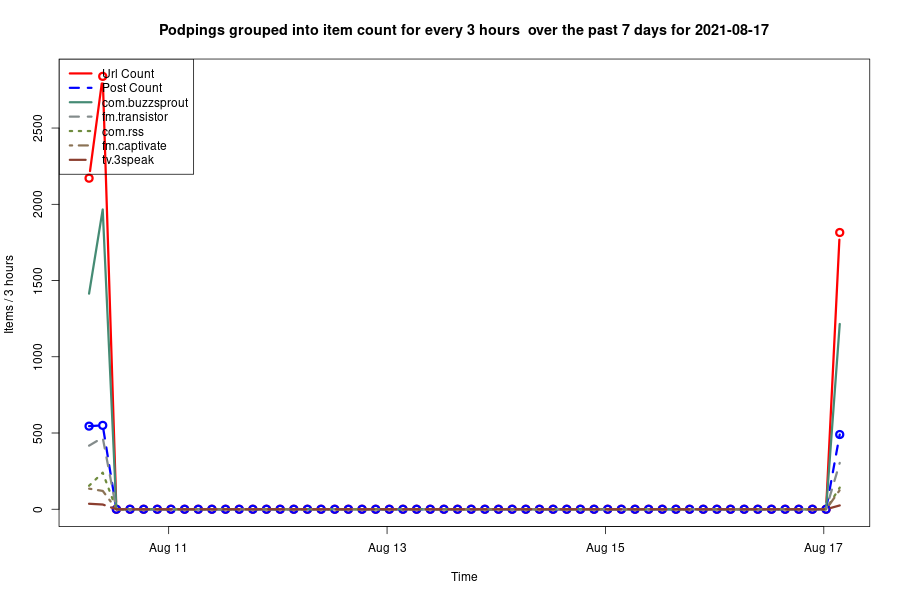 Podpings grouped into item count for every 3 hours  over the past 7 days for 2021-08-17
Url Count
Post Count
com.buzzsprout
fm.transistor
com.rss
fm.captivate
tv.3speak
Items / 3 hours
2500
2000
1500
1000
500
0
Aug 11
Aug 13
Aug 15
Aug 17
Time